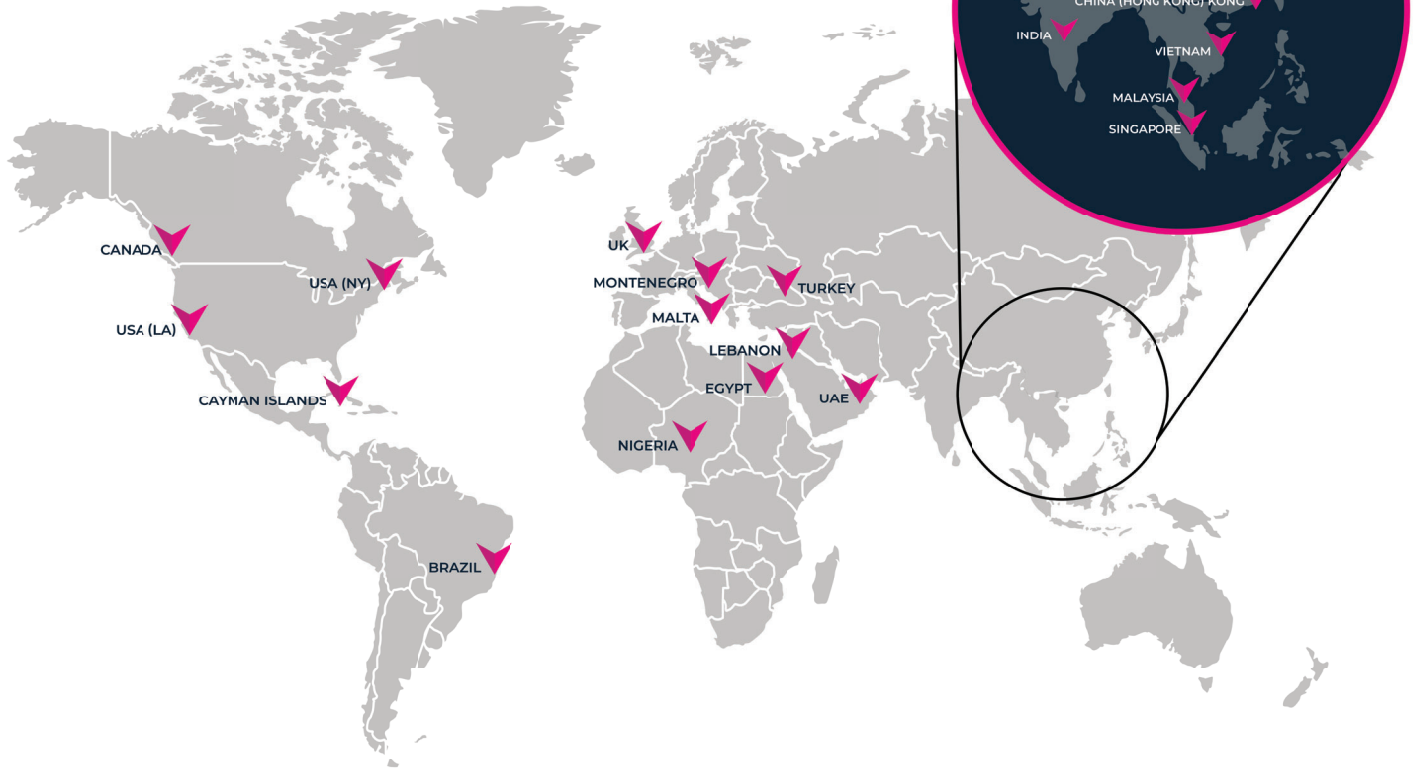 CHINA (HONG KONG) KONG
INDIA
VIETNAM
MALAYSIA
SINGAPORE
CANADA
UK
USA (NY)
MONTENEGRO
TURKEY
USA (LA)
MALTA
LEBANON
EGYPT
UAE
CAYMAN ISLANDS
NIGERIA
BRAZIL